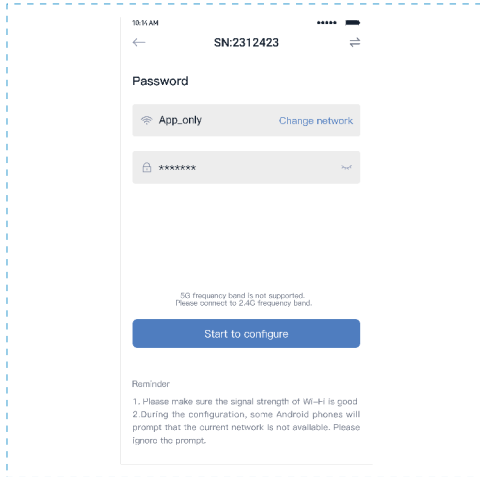 10:14 AM
SN:2312423
Password
App_only Change network
*******
5G frequency band is not supported.
Please connect to 2.4G frequency band.
Start to configure
Reminder
1. Please make sure the signal strength of Wi-Fi is good
2.During the configuration, some Android phones will
prompt that the current network is not available. Please
ignore the prompt.